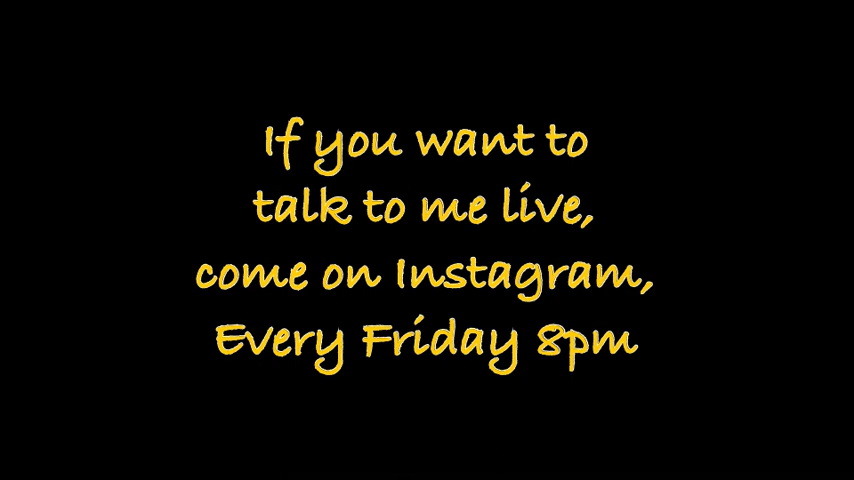 If you want to
talk to me live,
come on Instagram,
Every Friday 8pm